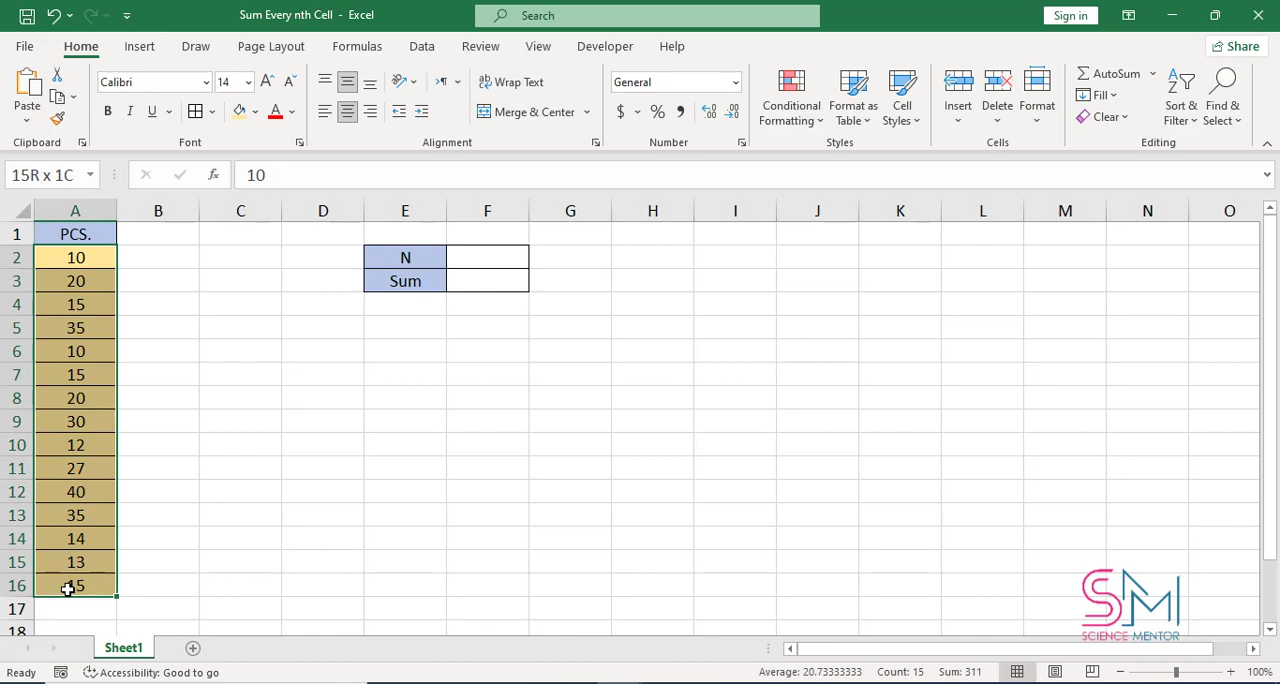 Sum Every nth Cell - Excel
Search
Sign in
File Home Insert Draw Page Layout Formulas Data Review View Developer Help
Share
Paste
Calibri 14
Wrap Text
General
Conditional Formatting
Format as Table
Cell Styles
Insert
Delete
Format
AutoSum
Fill
Clear
Sort & Filter
Find & Select
B I U A
Merge & Center
$ % 9
Clipboard Font Alignment Number Styles Cells Editing
15R x 1C
fx
10
A B C D E F G H I J K L M N O
1 PCS.
2 10 N
3 20 Sum
4 15
5 35
6 10
7 15
8 20
9 30
10 12
11 27
12 40
13 35
14 14
15 13
16
17
18
SM
SCIENCE MENTOR
Sheet1
Ready
Accessibility: Good to go
Average: 20.73333333 Count: 15 Sum: 311
100%